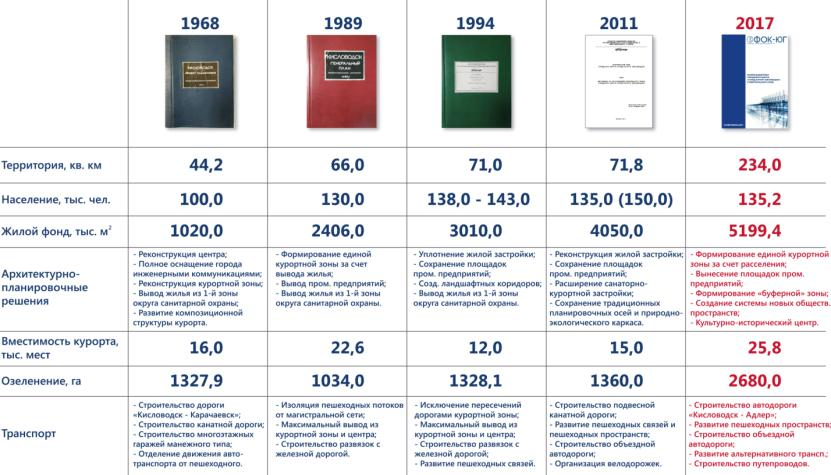 1968 1989 1994 2011 2017
КИСЛОВОДСК
ГЕНЕРАЛЬНЫЙ
ПЛАН
ФОК-ЮГ
Территория, кв. км 44,2 66,0 71,0 71,8 234,0
Население, тыс. чел. 100,0 130,0 138,0 - 143,0 135,0 (150,0) 135,2
Жилой фонд, тыс. м² 1020,0 2406,0 3010,0 4050,0 5199,4
Архитектурно-
планировочные
решения
- Реконструкция центра;
- Полное оснащение города
инженерными коммуникациями;
- Реконструкция курортной зоны;
- Вывод жилья из 1-й зоны
округа санитарной охраны;
- Развитие композиционной
структуры курорта.
- Формирование единой
курортной зоны за счет
вывода жилья;
- Вывод пром. предприятий;
- Вывод жилья из 1-й зоны
округа санитарной охраны.
- Уплотнение жилой застройки;
- Сохранение площадок
пром. предприятий;
- Созд. ландшафтных коридоров;
- Вывод жилья из 1-й зоны
округа санитарной охраны.
- Реконструкция жилой застройки;
- Сохранение площадок
пром. предприятий;
- Расширение санаторно-
курортной застройки;
- Сохранение традиционных
планировочных осей и природно-
экологического каркаса.
- Формирование единой курортной
зоны за счет расселения;
- Вынесение площадок пром.
предприятий;
- Формирование «буферной» зоны;
- Создание системы новых обществ.
пространств;
- Культурно-исторический центр.
Вместимость курорта,
тыс. мест
16,0 22,6 12,0 15,0 25,8
Озеленение, га 1327,9 1034,0 1328,1 1360,0 2680,0
Транспорт
- Строительство дороги
«Кисловодск - Карачаевск»;
- Строительство канатной дороги;
- Строительство многоэтажных
гаражей манежного типа;
- Отделение движения авто-
транспорта от пешеходного.
- Изоляция пешеходных потоков
от магистральной сети;
- Максимальный вывод из
курортной зоны и центра;
- Строительство развязок с
железной дорогой.
- Исключение пересечений
дорогами курортной зоны;
- Максимальный вывод из
курортной зоны и центра;
- Строительство развязок с
железной дорогой;
- Развитие пешеходных связей.
- Строительство подвесной
канатной дороги;
- Развитие пешеходных связей и
пешеходных пространств;
- Строительство объездной
автодороги;
- Организация велодорожек.
- Строительство автодороги
«Кисловодск - Адлер»;
- Развитие пешеходных пространств;
- Строительство объездной
автодороги;
- Развитие альтернативного трансп.;
- Строительство путепроводов.